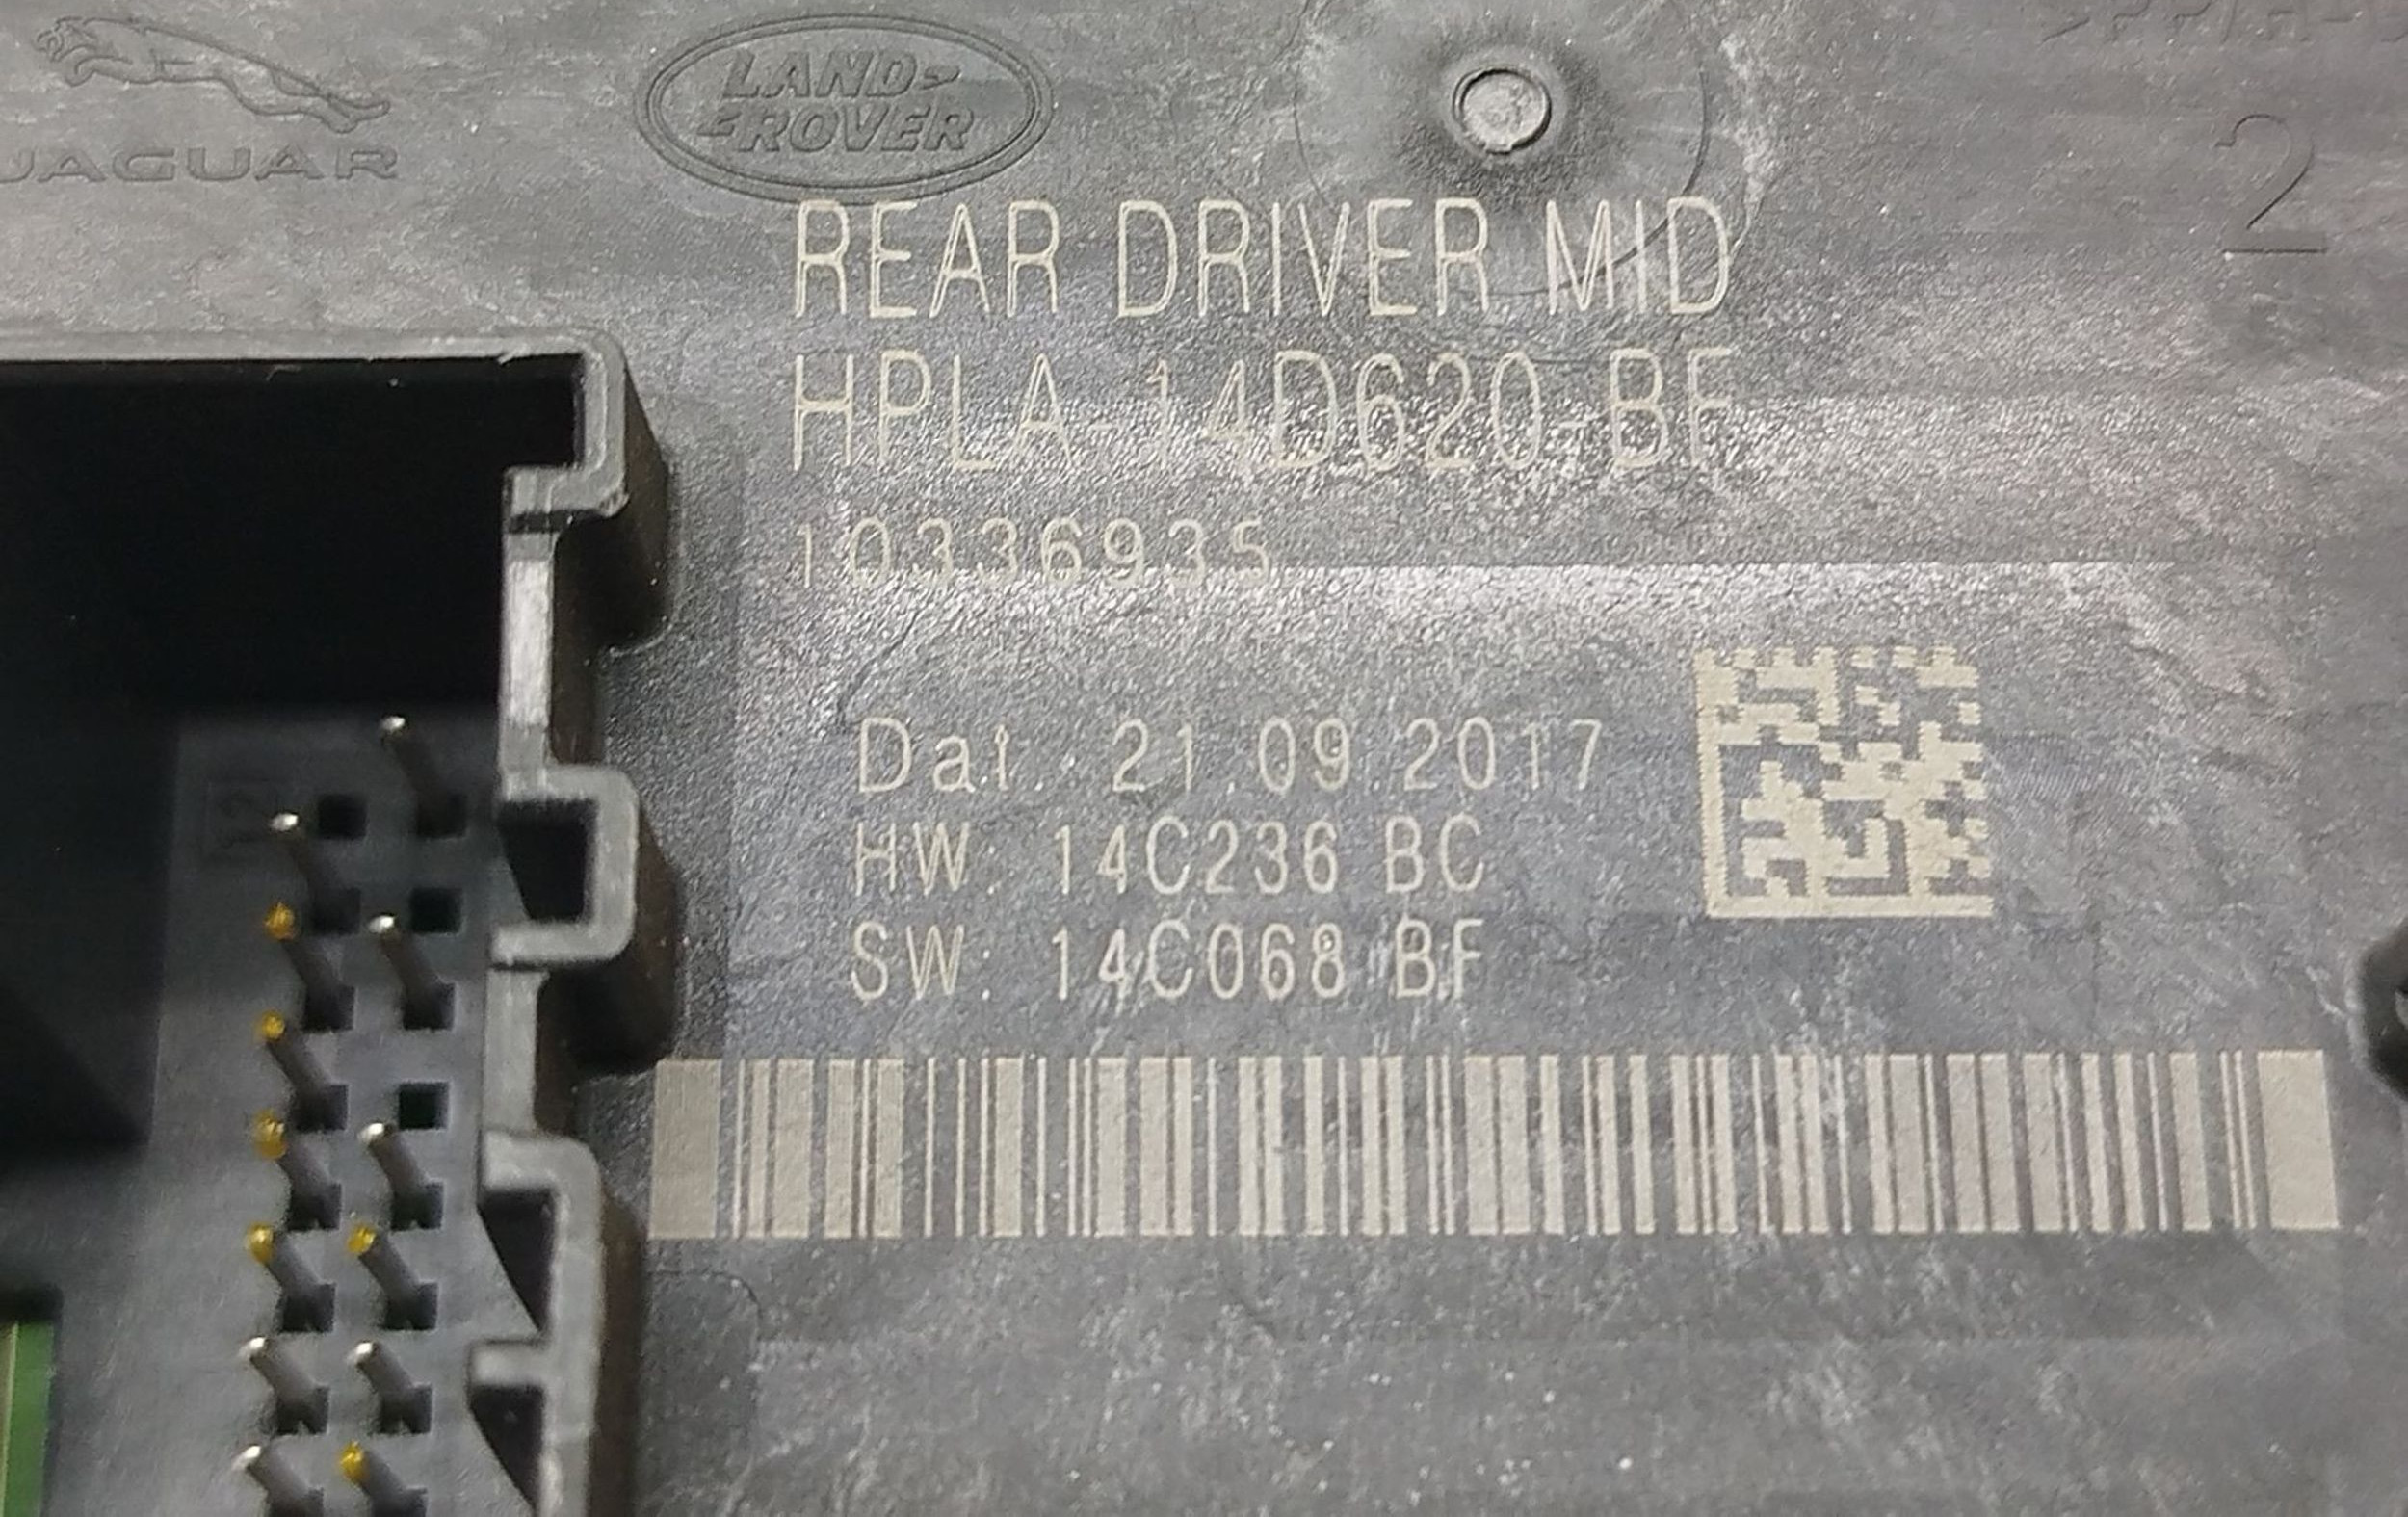 JAGUAR
LAND-
-ROVER
2
REAR DRIVER MID
HPLA-14D620-BF
10336935
Dat. 21.09.2017
HW: 14C236 BC
SW: 14C068 BF
12